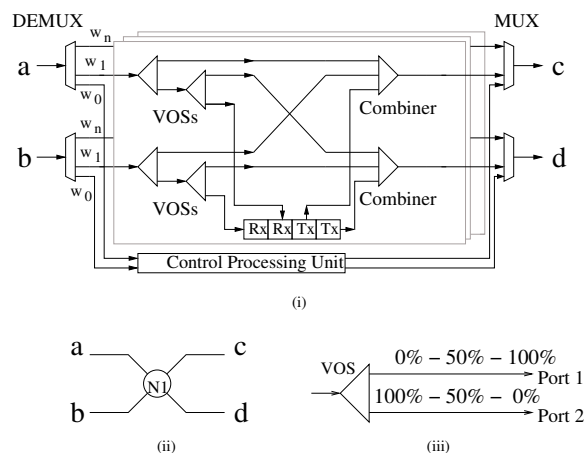 DEMUX
MUX
w n
a
w 1
c
w 0
VOSs
Combiner
w n
b
w 1
d
w 0
VOSs
Combiner
Rx Rx Tx Tx
Control Processing Unit
(i)
a
c
N1
b
d
(ii)
VOS
0% – 50% – 100%
Port 1
100% – 50% – 0%
Port 2
(iii)